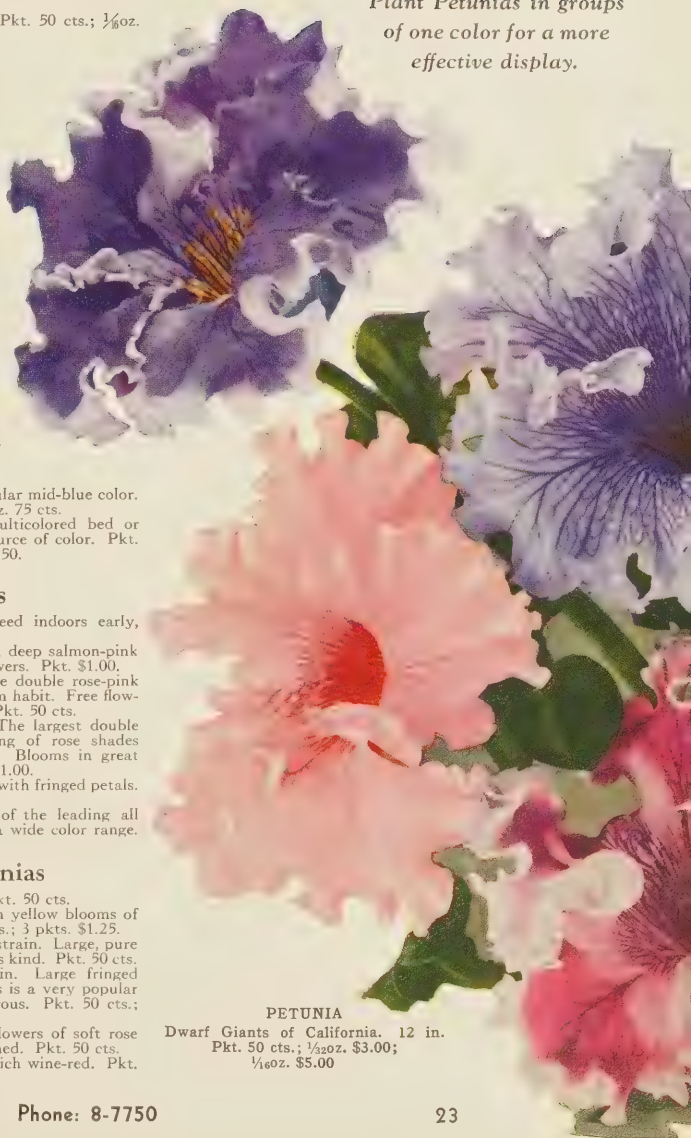 Pkt. 50 cts.; 1/16oz.
Plant Petunias in groups
of one color for a more
effective display.
ular mid-blue color.
z. 75 cts.
ulticolored bed or
urce of color. Pkt.
50.
s
eed indoors early,
deep salmon-pink
vers. Pkt. $1.00.
e double rose-pink
m habit. Free flow-
Pkt. 50 cts.
The largest double
ng of rose shades
Blooms in great
1.00.
with fringed petals.
of the leading all
a wide color range.
nias
kt. 50 cts.
n yellow blooms of
s.; 3 pkts. $1.25.
strain. Large, pure
s kind. Pkt. 50 cts.
in. Large fringed
s is a very popular
rous. Pkt. 50 cts.;
lowers of soft rose
ned. Pkt. 50 cts.
ich wine-red. Pkt.
PETUNIA
Dwarf Giants of California. 12 in.
Pkt. 50 cts.; 1/32oz. $3.00;
1/16oz. $5.00
Phone: 8-7750
23